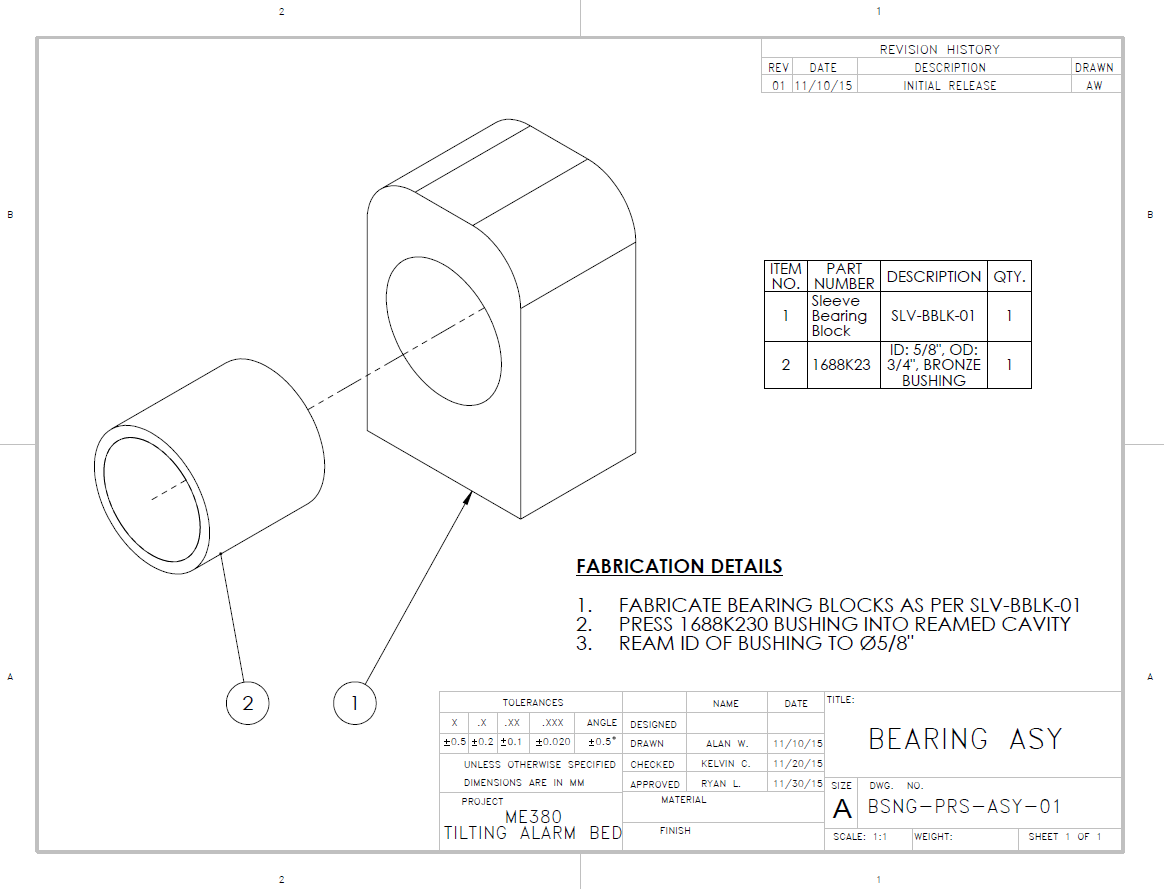 2
1
REVISION HISTORY
REV DATE DESCRIPTION DRAWN
01 11/10/15 INITIAL RELEASE AW
B
B
ITEM NO. PART NUMBER DESCRIPTION QTY.
1 Sleeve Bearing Block SLV-BBLK-01 1
2 1688K23 ID: 5/8", OD: 3/4", BRONZE BUSHING 1
FABRICATION DETAILS
1. FABRICATE BEARING BLOCKS AS PER SLV-BBLK-01
2. PRESS 1688K230 BUSHING INTO REAMED CAVITY
3. REAM ID OF BUSHING TO Ø5/8"
A
A
2
1
TOLERANCES
X .X .XX .XXX ANGLE
±0.5 ±0.2 ±0.1 ±0.020 ±0.5°
UNLESS OTHERWISE SPECIFIED
DIMENSIONS ARE IN MM
PROJECT
ME380
TILTING ALARM BED
NAME DATE
DESIGNED
DRAWN ALAN W. 11/10/15
CHECKED KELVIN C. 11/20/15
APPROVED RYAN L. 11/30/15
MATERIAL
FINISH
TITLE:
BEARING ASY
SIZE DWG. NO.
A BSNG-PRS-ASY-01
SCALE: 1:1 WEIGHT: SHEET 1 OF 1
2
1